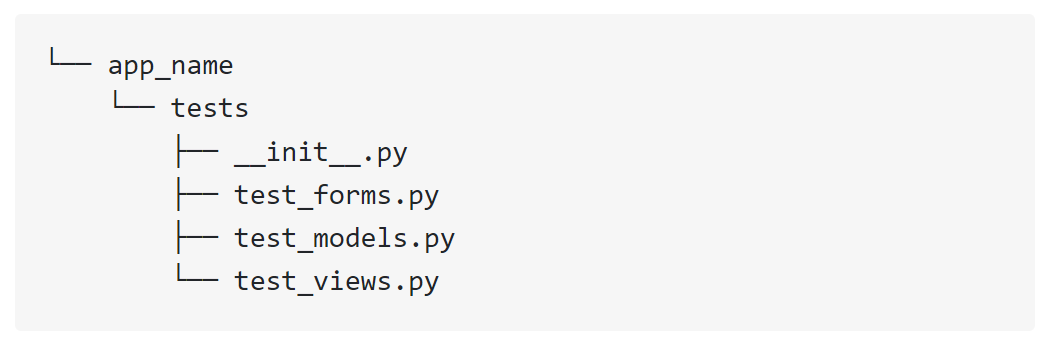 └── app_name
    └── tests
        ├── __init__.py
        ├── test_forms.py
        ├── test_models.py
        └── test_views.py